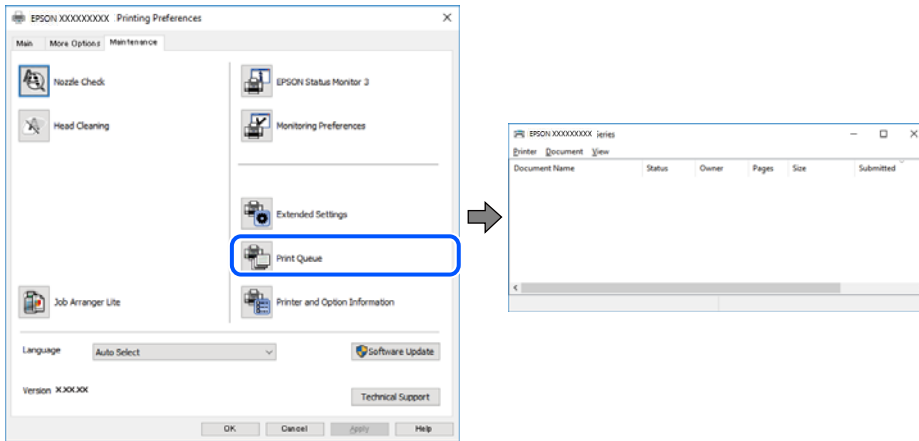 EPSON XXXXXXXXX Printing Preferences
Main More Options Maintenance
Nozzle Check
EPSON Status Monitor 3
Head Cleaning
Monitoring Preferences
Extended Settings
Print Queue
Job Arranger Lite
Printer and Option Information
Language Auto Select
Software Update
Version X.XX.XX
Technical Support
OK Cancel Apply Help
EPSON XXXXXXXXX ieries
Printer Document View
Document Name Status Owner Pages Size Submitted